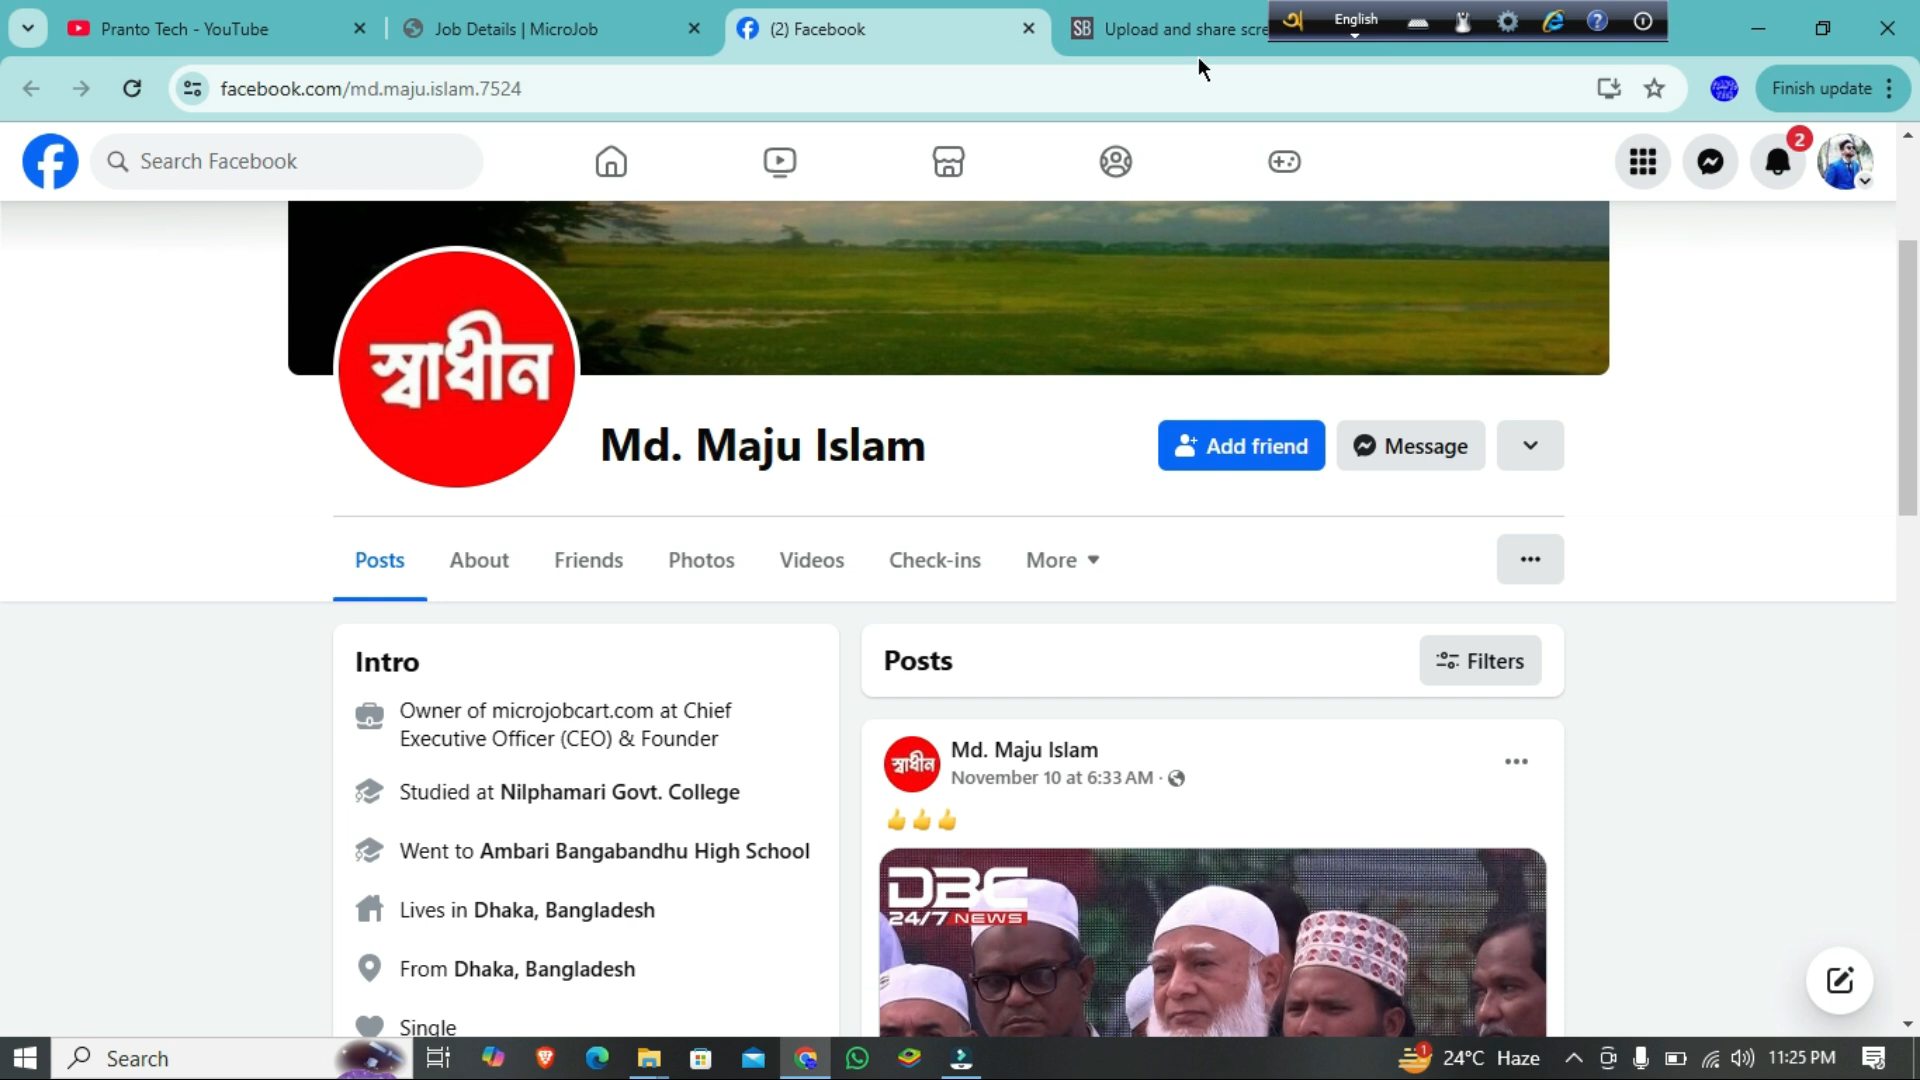 Pranto Tech - YouTube
Job Details | MicroJob
(2) Facebook
SB Upload and share scre
অ English
facebook.com/md.maju.islam.7524
Finish update
Search Facebook
2
স্বাধীন
Md. Maju Islam
Add friend
Message
Posts
About
Friends
Photos
Videos
Check-ins
More
Intro
Owner of microjobcart.com at Chief
Executive Officer (CEO) & Founder
Studied at Nilphamari Govt. College
Went to Ambari Bangabandhu High School
Lives in Dhaka, Bangladesh
From Dhaka, Bangladesh
Single
Posts
Filters
স্বাধীন
Md. Maju Islam
November 10 at 6:33 AM ·
👍👍👍
DBC
24/7 NEWS
Search
1
24°C Haze
11:25 PM